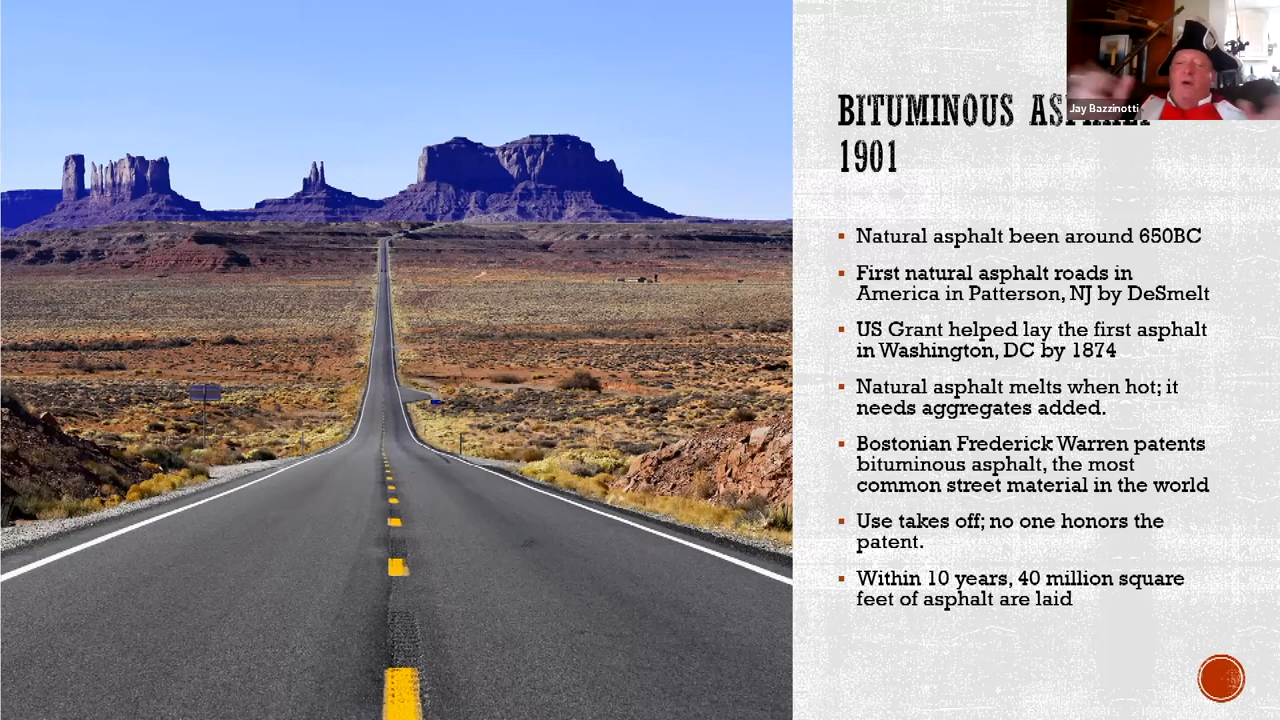 Jay Bazzinotti
BITUMINOUS ASPHALT
1901
Natural asphalt been around 650BC
First natural asphalt roads in
America in Patterson, NJ by DeSmelt
US Grant helped lay the first asphalt
in Washington, DC by 1874
Natural asphalt melts when hot; it
needs aggregates added.
Bostonian Frederick Warren patents
bituminous asphalt, the most
common street material in the world
Use takes off; no one honors the
patent.
Within 10 years, 40 million square
feet of asphalt are laid